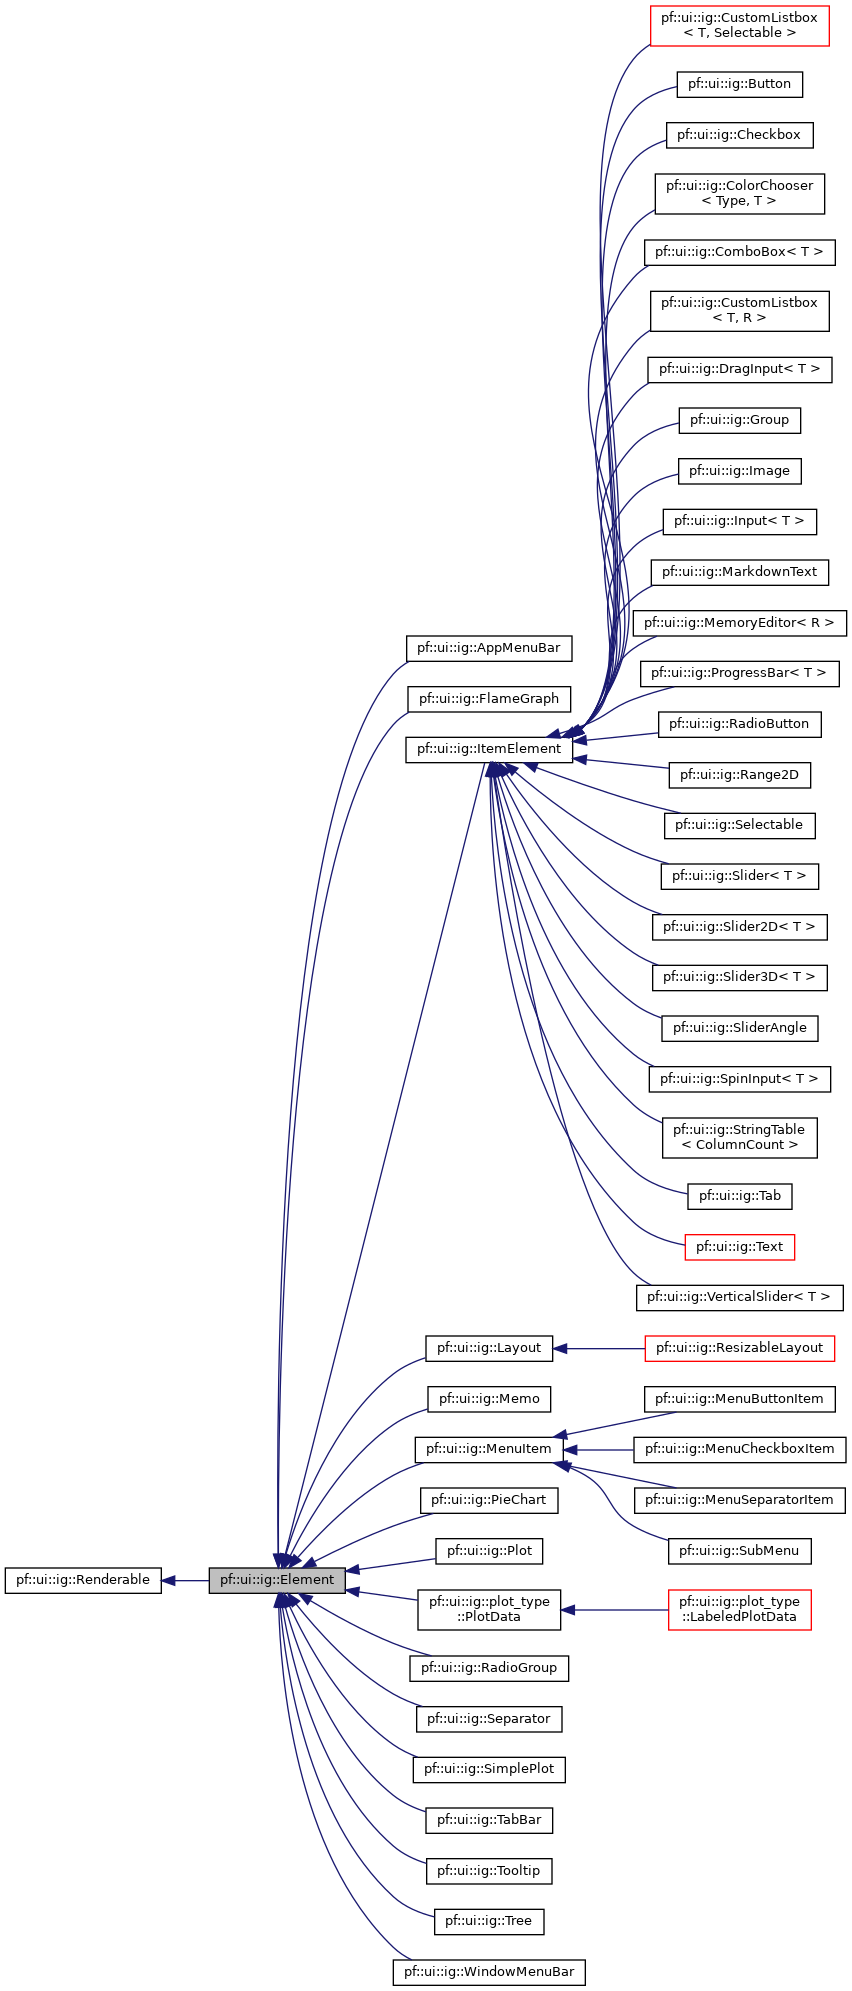 pf::ui::ig::CustomListbox
< T, Selectable >
pf::ui::ig::Button
pf::ui::ig::Checkbox
pf::ui::ig::ColorChooser
< Type, T >
pf::ui::ig::ComboBox< T >
pf::ui::ig::CustomListbox
< T, R >
pf::ui::ig::DragInput< T >
pf::ui::ig::Group
pf::ui::ig::Image
pf::ui::ig::Input< T >
pf::ui::ig::MarkdownText
pf::ui::ig::MemoryEditor< R >
pf::ui::ig::AppMenuBar
pf::ui::ig::ProgressBar< T >
pf::ui::ig::FlameGraph
pf::ui::ig::RadioButton
pf::ui::ig::ItemElement
pf::ui::ig::Range2D
pf::ui::ig::Selectable
pf::ui::ig::Slider< T >
pf::ui::ig::Slider2D< T >
pf::ui::ig::Slider3D< T >
pf::ui::ig::SliderAngle
pf::ui::ig::SpinInput< T >
pf::ui::ig::StringTable
< ColumnCount >
pf::ui::ig::Tab
pf::ui::ig::Text
pf::ui::ig::VerticalSlider< T >
pf::ui::ig::Layout
pf::ui::ig::ResizableLayout
pf::ui::ig::Memo
pf::ui::ig::MenuButtonItem
pf::ui::ig::MenuItem
pf::ui::ig::MenuCheckboxItem
pf::ui::ig::PieChart
pf::ui::ig::MenuSeparatorItem
pf::ui::ig::Plot
pf::ui::ig::SubMenu
pf::ui::ig::Renderable
pf::ui::ig::Element
pf::ui::ig::plot_type
::PlotData
pf::ui::ig::plot_type
::LabeledPlotData
pf::ui::ig::RadioGroup
pf::ui::ig::Separator
pf::ui::ig::SimplePlot
pf::ui::ig::TabBar
pf::ui::ig::Tooltip
pf::ui::ig::Tree
pf::ui::ig::WindowMenuBar